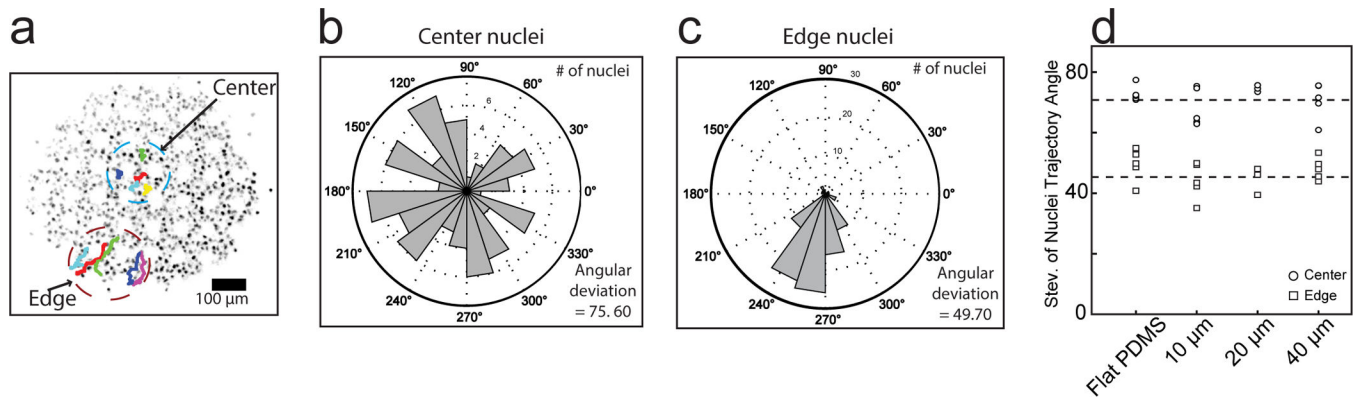 a
Center
Edge
100 µm
b
Center nuclei
# of nuclei
90°
60°
30°
0°
330°
300°
270°
240°
210°
180°
150°
120°
2
4
6
Angular
deviation
= 75.60
c
Edge nuclei
# of nuclei
90°
60°
30°
0°
330°
300°
270°
240°
210°
180°
150°
120°
10
20
30
Angular
deviation
= 49.70
d
Stev. of Nuclei Trajectory Angle
80
40
0
Center
Edge
Flat PDMS
10 µm
20 µm
40 µm